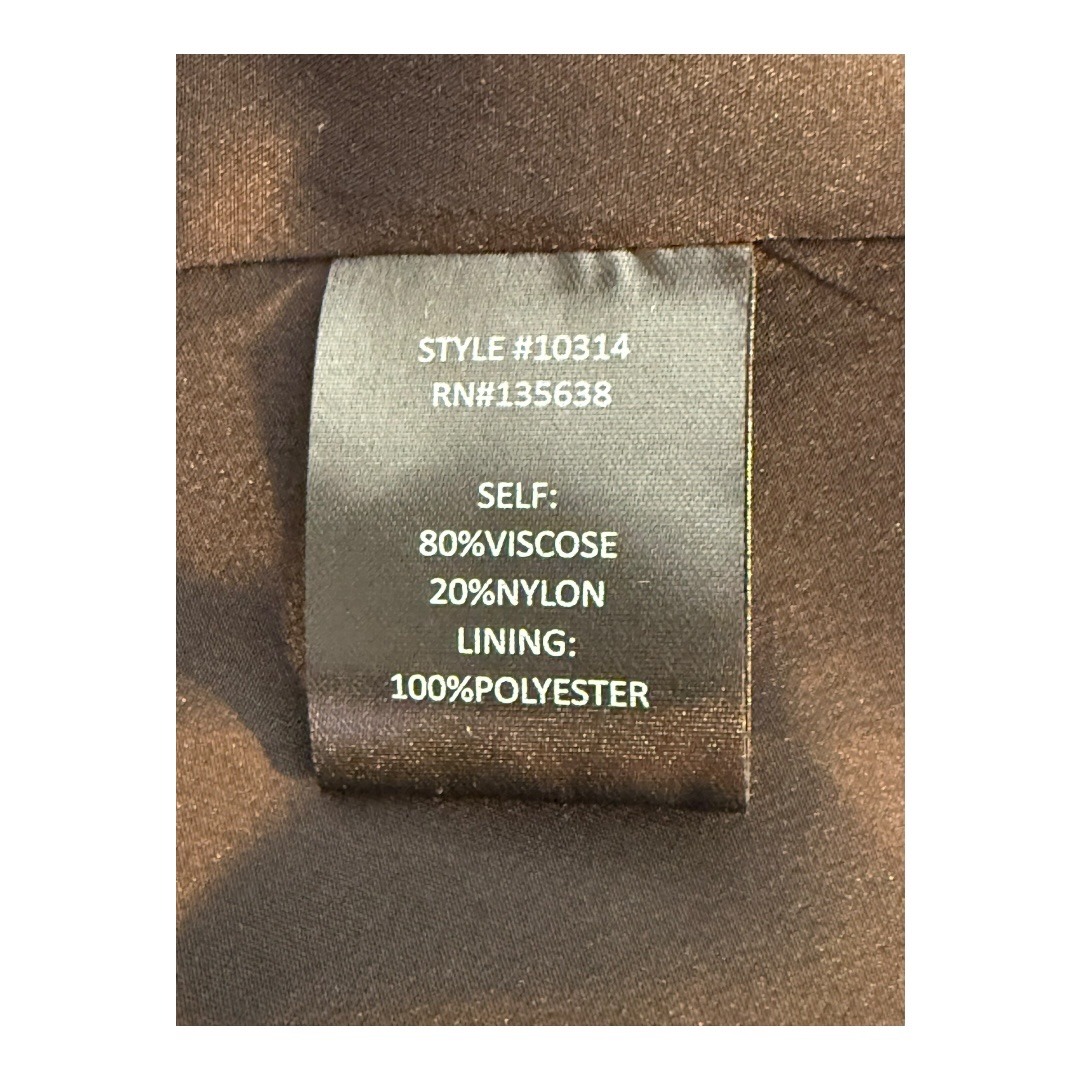 STYLE #10314
RN#135638
SELF:
80%VISCOSE
20%NYLON
LINING:
100%POLYESTER